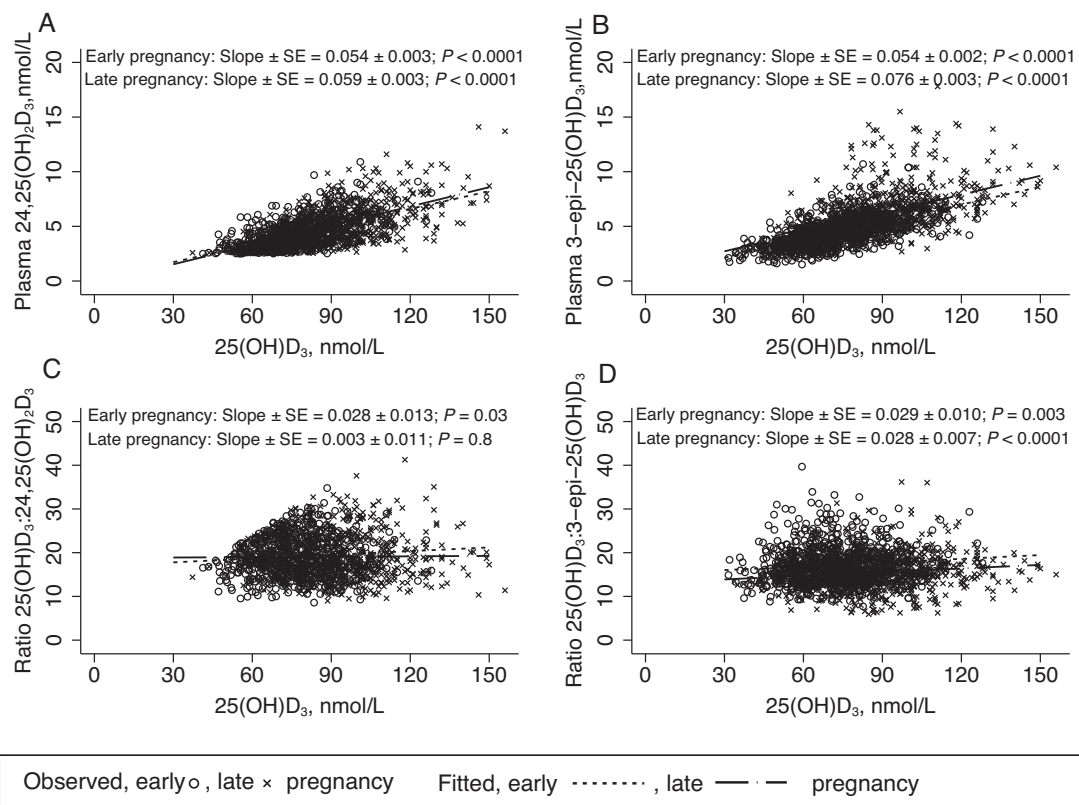 A
Early pregnancy: Slope ± SE = 0.054 ± 0.003; P < 0.0001
Late pregnancy: Slope ± SE = 0.059 ± 0.003; P < 0.0001
Plasma 24,25(OH)₂D₃,nmol/L
20
15
10
5
0
0 30 60 90 120 150
25(OH)D₃, nmol/L
B
Early pregnancy: Slope ± SE = 0.054 ± 0.002; P < 0.0001
Late pregnancy: Slope ± SE = 0.076 ± 0.003; P < 0.0001
Plasma 3−epi−25(OH)D₃,nmol/L
20
15
10
5
0
0 30 60 90 120 150
25(OH)D₃, nmol/L
C
Early pregnancy: Slope ± SE = 0.028 ± 0.013; P = 0.03
Late pregnancy: Slope ± SE = 0.003 ± 0.011; P = 0.8
Ratio 25(OH)D₃:24,25(OH)₂D₃
50
40
30
20
10
0
0 30 60 90 120 150
25(OH)D₃, nmol/L
D
Early pregnancy: Slope ± SE = 0.029 ± 0.010; P = 0.003
Late pregnancy: Slope ± SE = 0.028 ± 0.007; P < 0.0001
Ratio 25(OH)D₃:3−epi−25(OH)D₃
50
40
30
20
10
0
0 30 60 90 120 150
25(OH)D₃, nmol/L
Observed, early ○ , late × pregnancy Fitted, early , late pregnancy